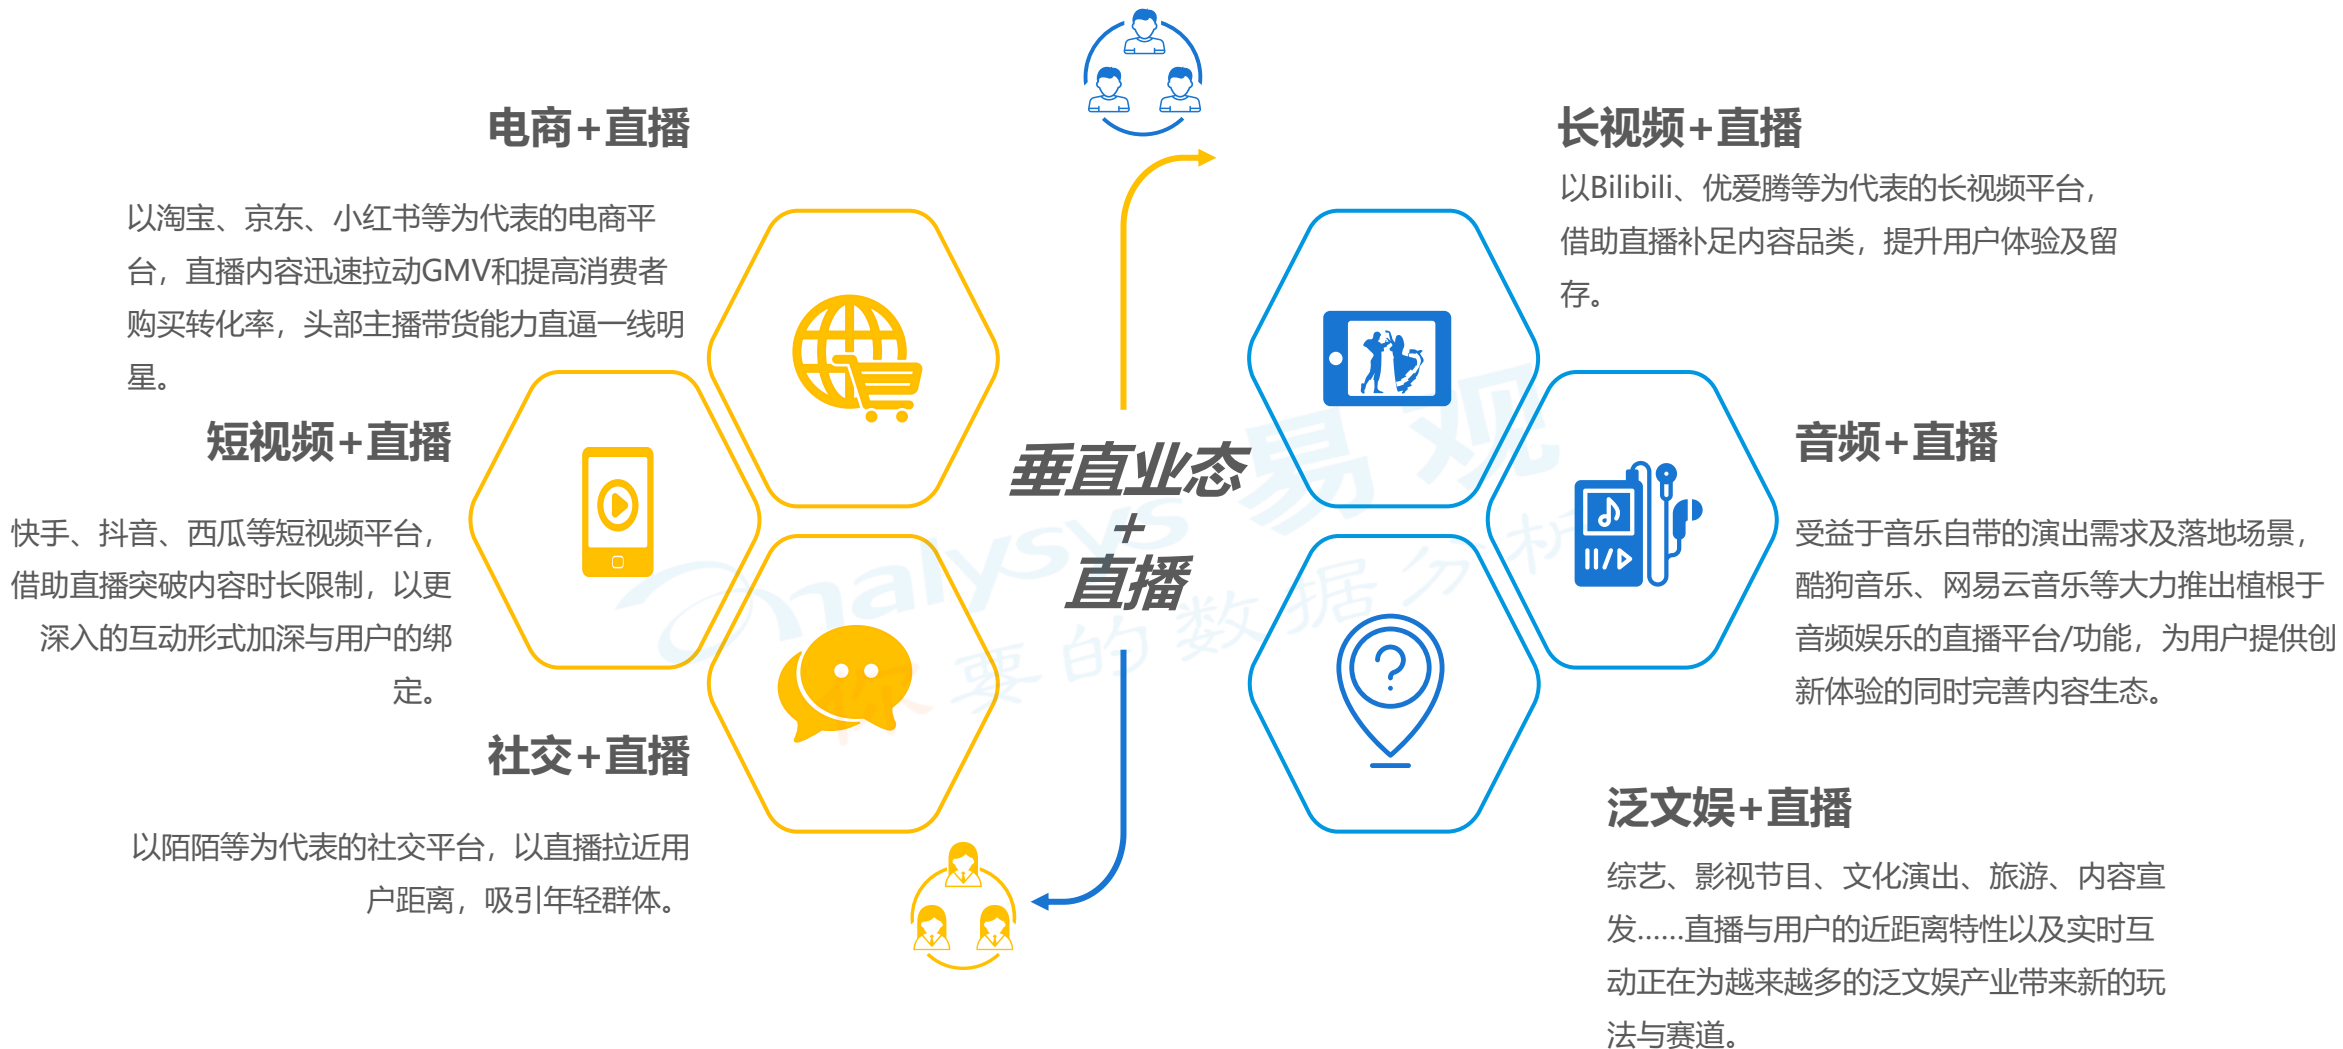 电商+直播
以淘宝、京东、小红书等为代表的电商平
台，直播内容迅速拉动GMV和提高消费者
购买转化率，头部主播带货能力直逼一线明
星。
短视频+直播
快手、抖音、西瓜等短视频平台，
借助直播突破内容时长限制，以更
深入的互动形式加深与用户的绑
定。
社交+直播
以陌陌等为代表的社交平台，以直播拉近用
户距离，吸引年轻群体。
垂直业态
+
直播
长视频+直播
以Bilibili、优爱腾等为代表的长视频平台，
借助直播补足内容品类，提升用户体验及留
存。
音频+直播
受益于音乐自带的演出需求及落地场景，
酷狗音乐、网易云音乐等大力推出植根于
音频娱乐的直播平台/功能，为用户提供创
新体验的同时完善内容生态。
泛文娱+直播
综艺、影视节目、文化演出、旅游、内容宣
发......直播与用户的近距离特性以及实时互
动正在为越来越多的泛文娱产业带来新的玩
法与赛道。
?
analysys 易观
你要的数据分析